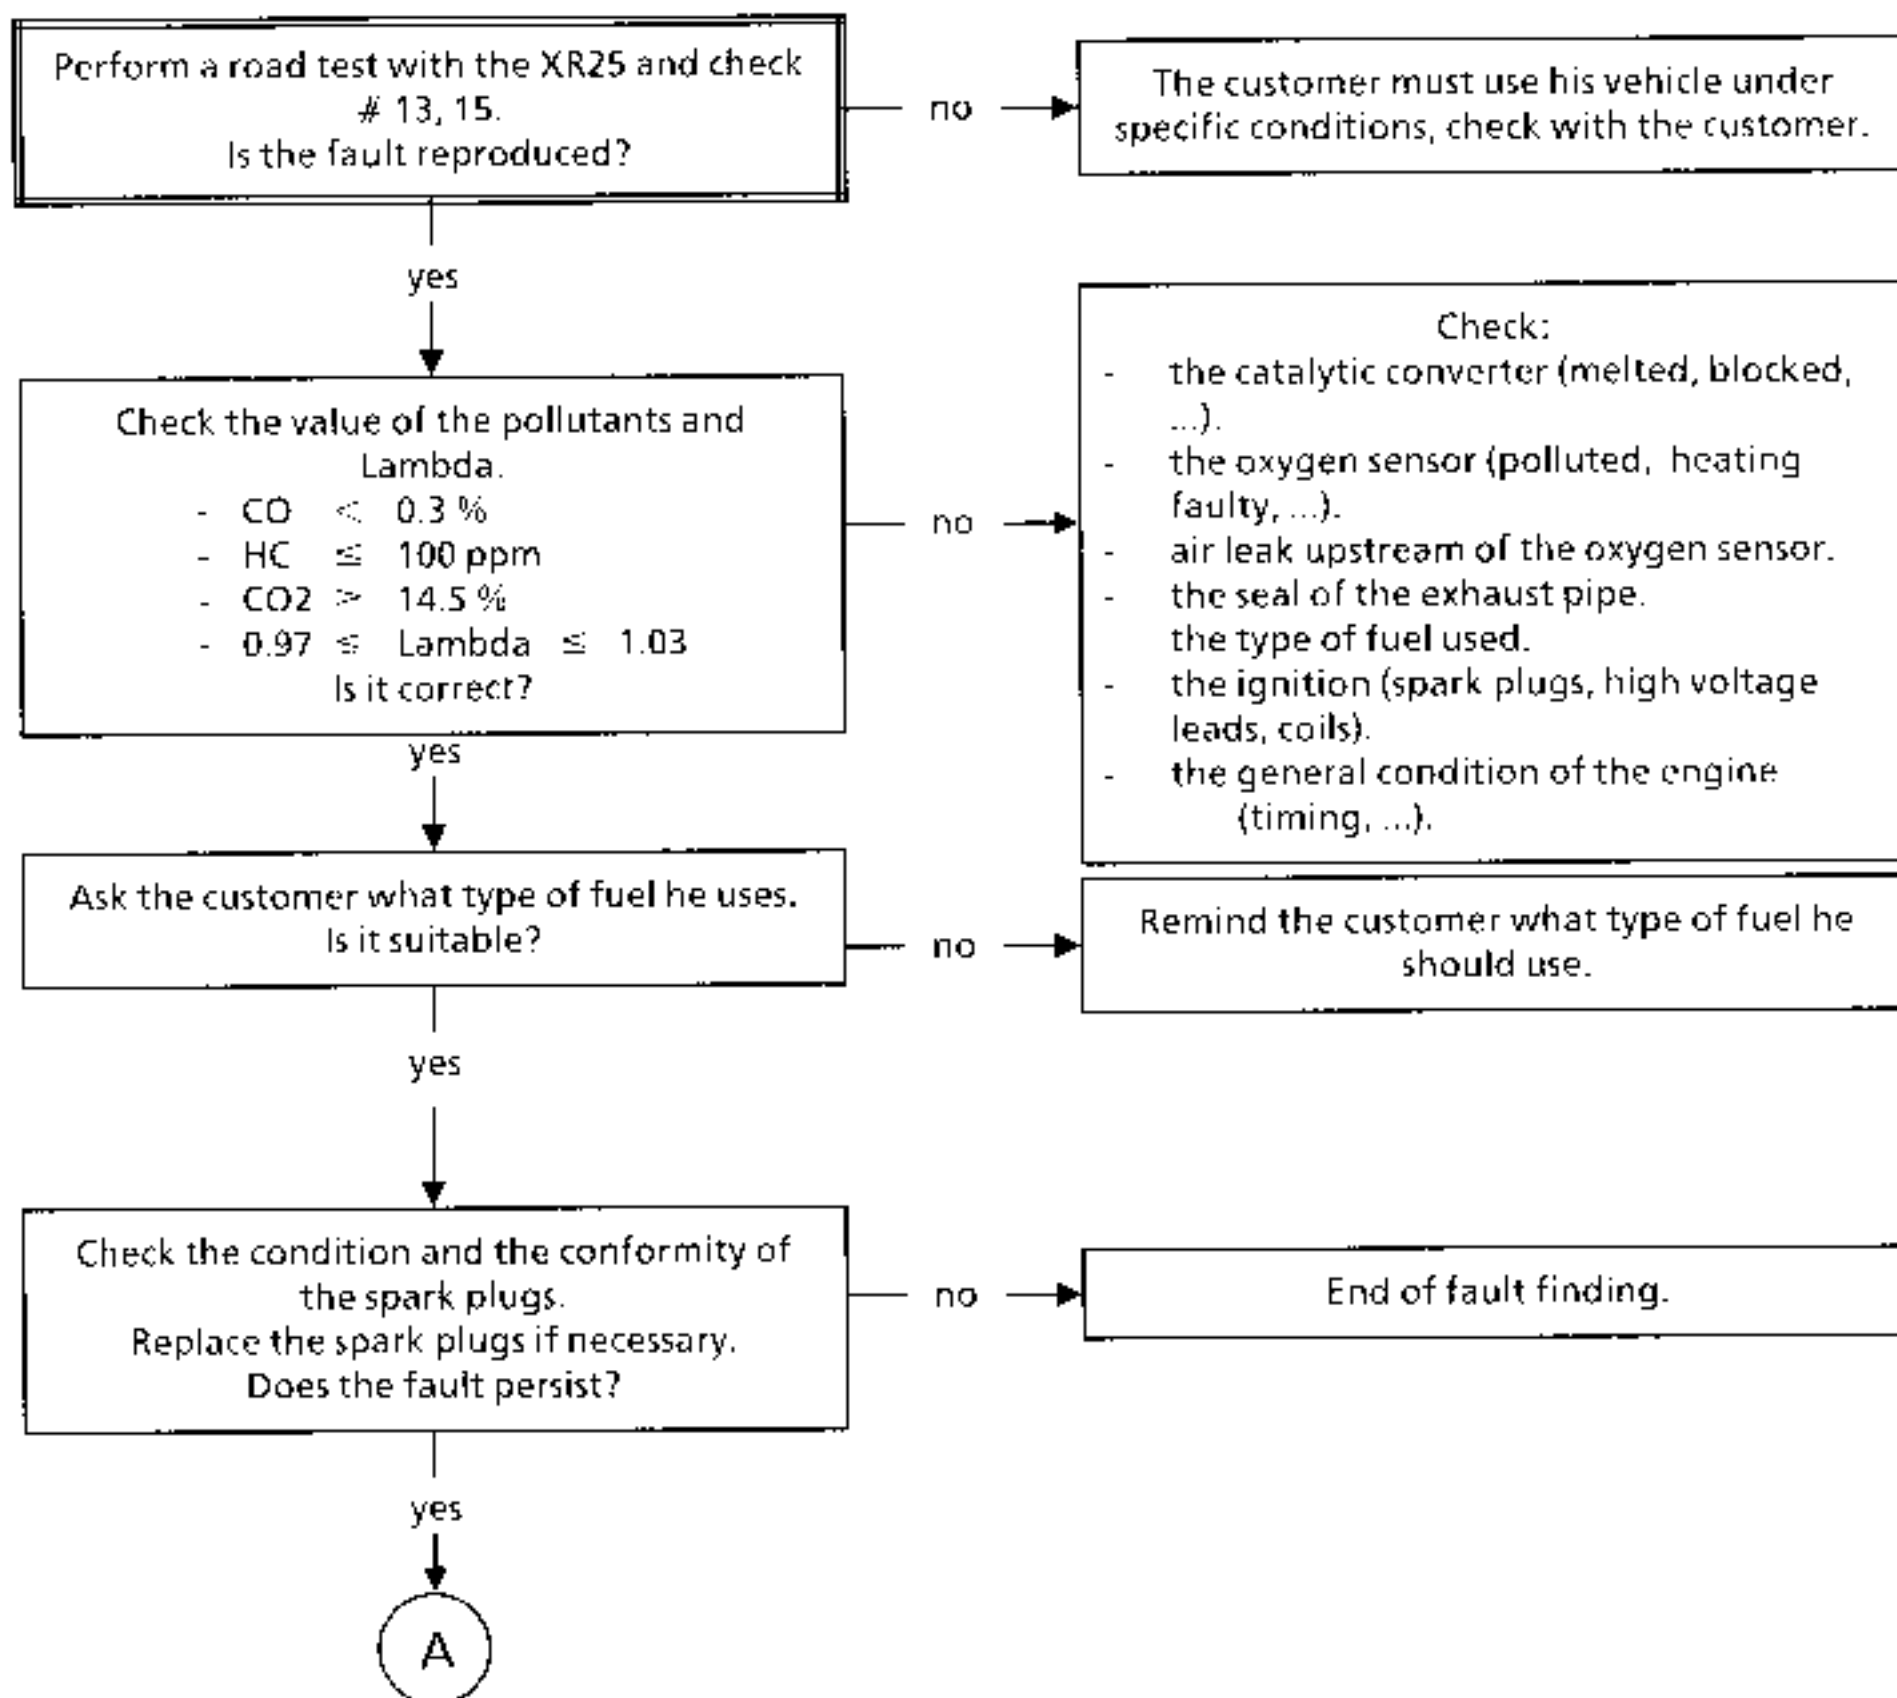 Perform a road test with the XR25 and check
# 13, 15.
Is the fault reproduced?
no
The customer must use his vehicle under
specific conditions, check with the customer.
yes
Check the value of the pollutants and
Lambda.
- CO < 0.3 %
- HC ≤ 100 ppm
- CO2 > 14.5 %
- 0.97 ≤ Lambda ≤ 1.03
Is it correct?
no
Check:
- the catalytic converter (melted, blocked,
...).
- the oxygen sensor (polluted, heating
faulty, ...).
- air leak upstream of the oxygen sensor.
- the seal of the exhaust pipe.
the type of fuel used.
- the ignition (spark plugs, high voltage
leads, coils).
- the general condition of the engine
(timing, ...).
yes
Ask the customer what type of fuel he uses.
Is it suitable?
no
Remind the customer what type of fuel he
should use.
yes
Check the condition and the conformity of
the spark plugs.
Replace the spark plugs if necessary.
Does the fault persist?
no
End of fault finding.
yes
A